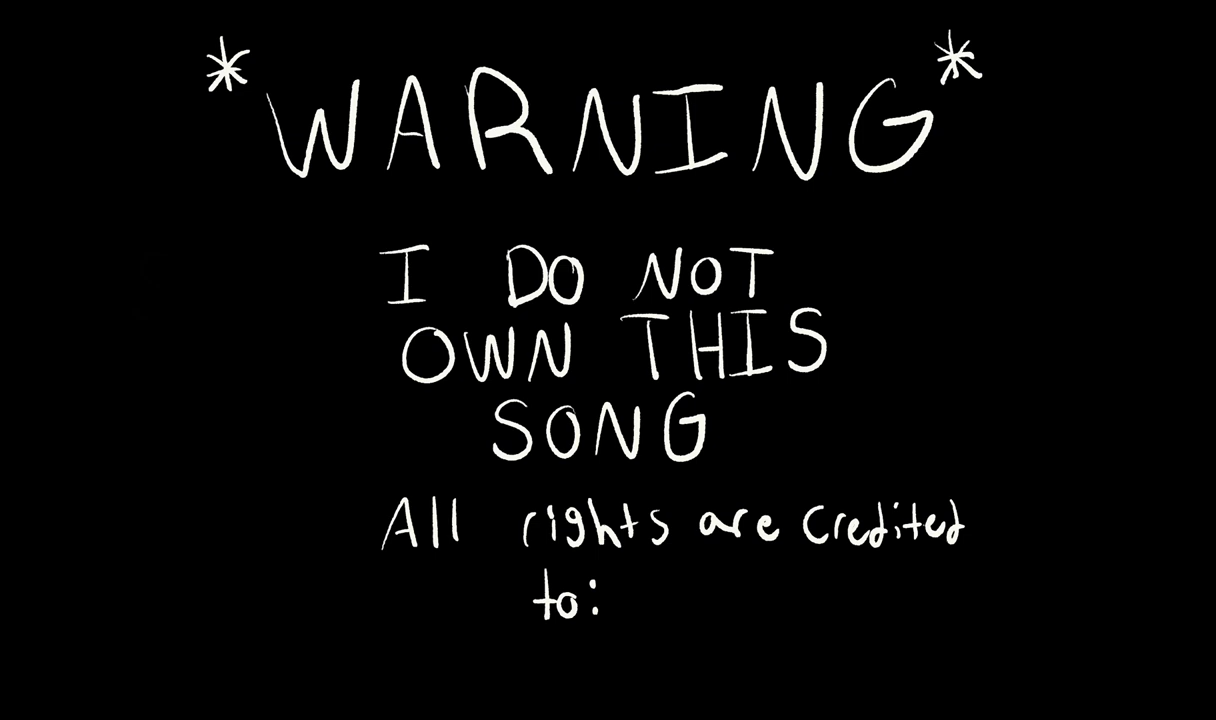 *WARNING*
I DO NOT
OWN THIS
SONG
All rights are credited
to: